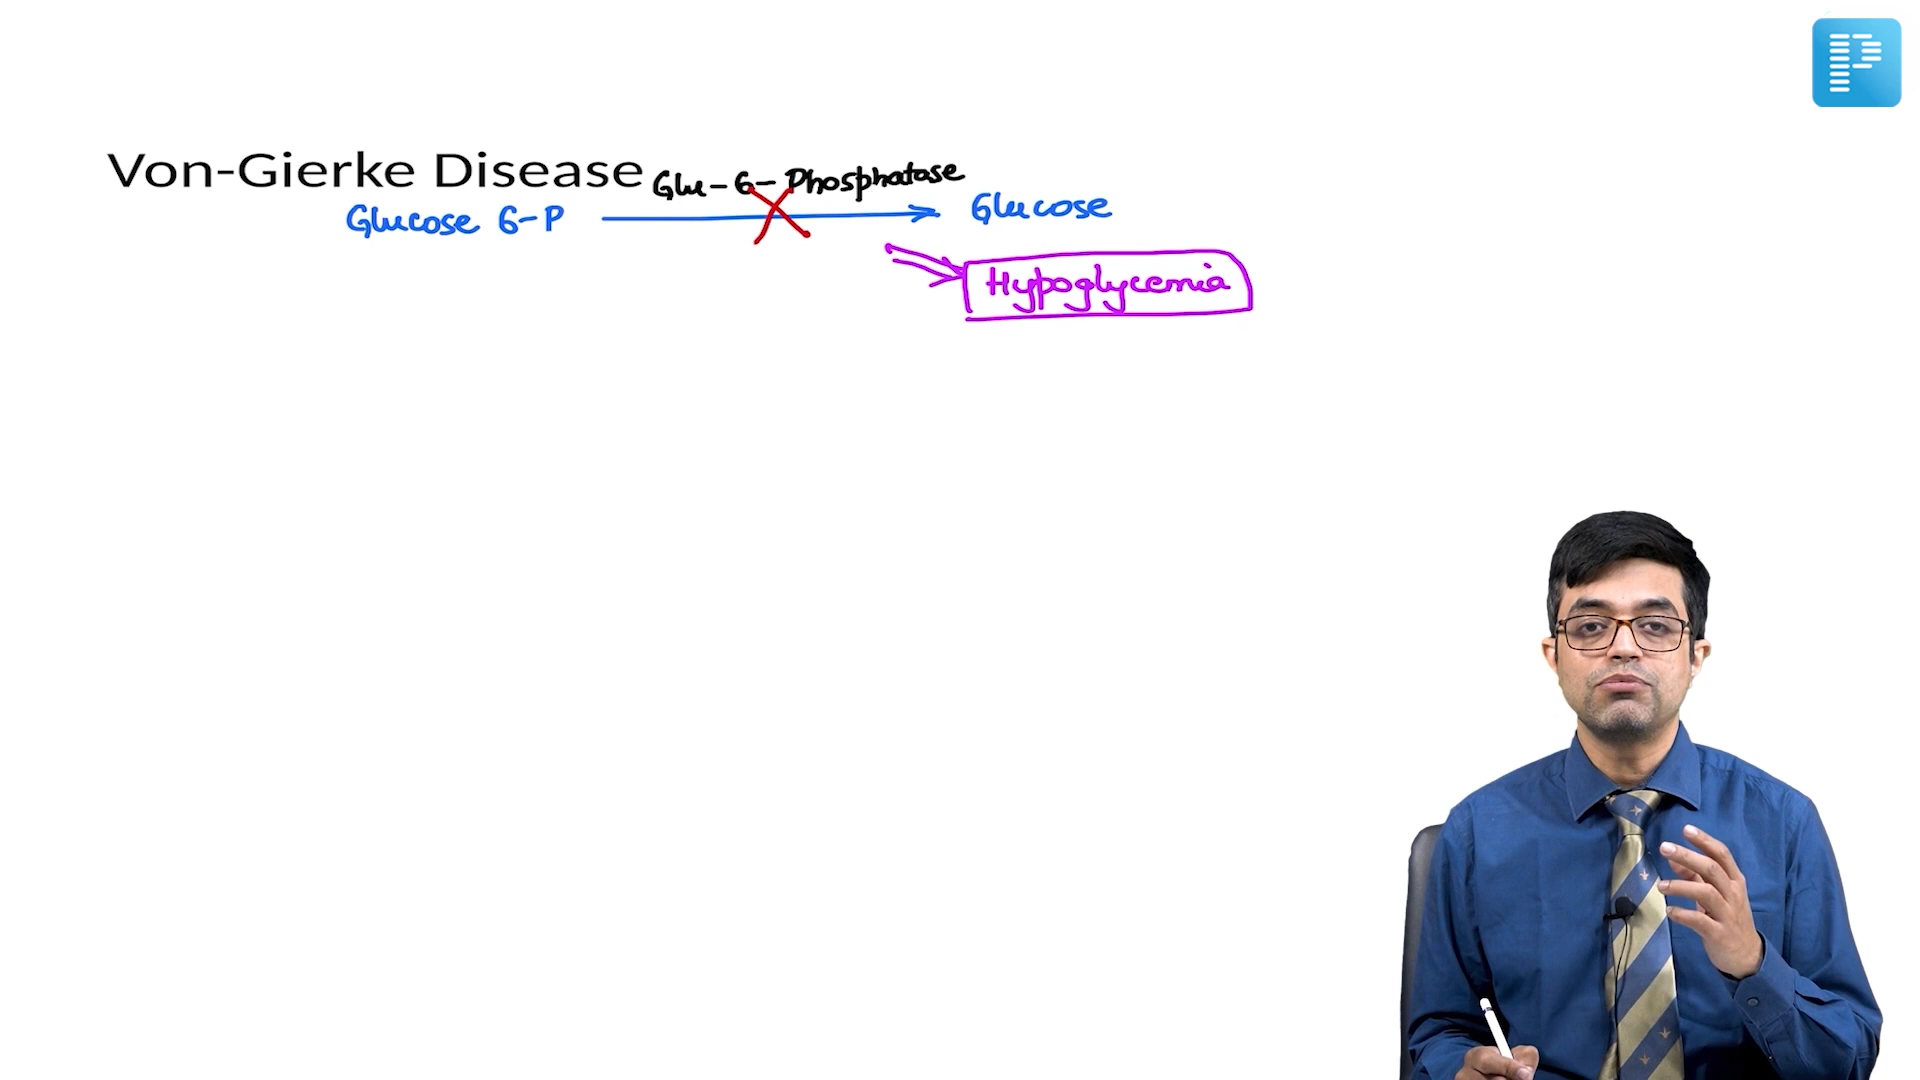 Von-Gierke Disease
Glu-6-Phosphatase
Glucose 6-P
Glucose
Hypoglycemia